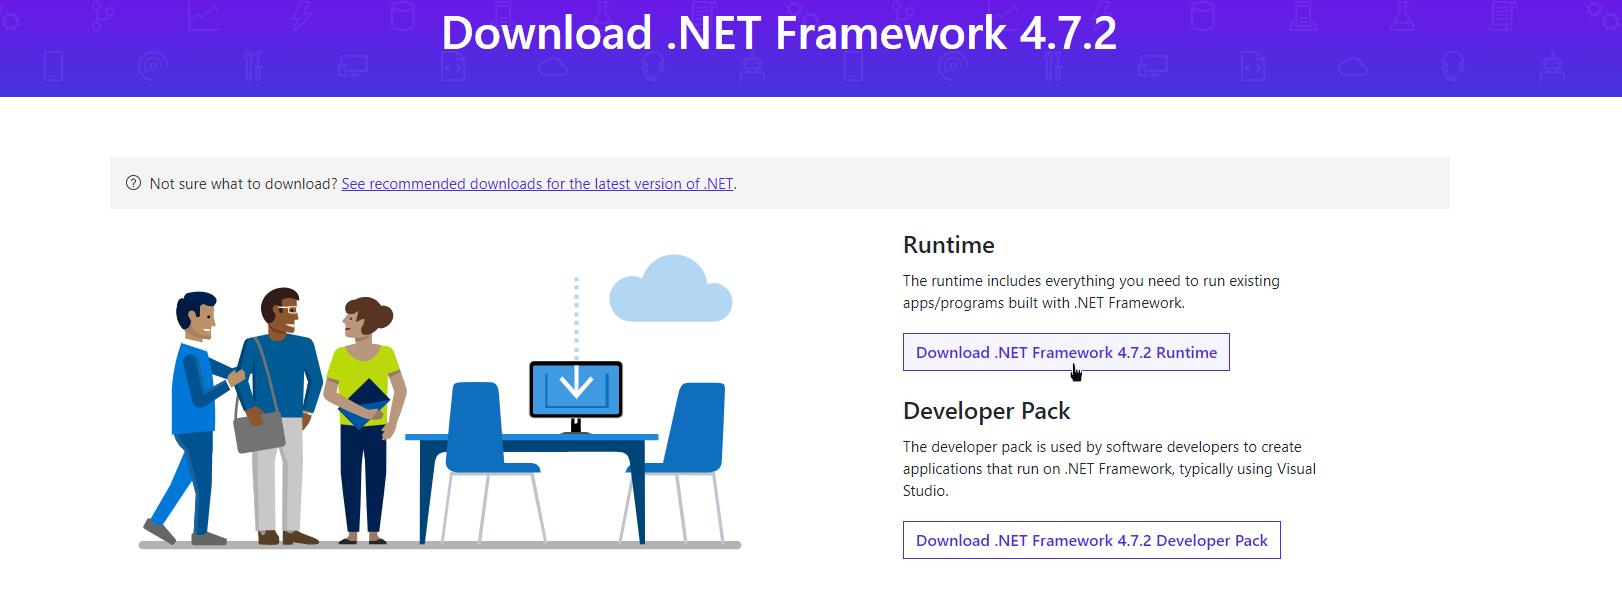 Download .NET Framework 4.7.2
Not sure what to download? See recommended downloads for the latest version of .NET.
Runtime
The runtime includes everything you need to run existing
apps/programs built with .NET Framework.
Download .NET Framework 4.7.2 Runtime
Developer Pack
The developer pack is used by software developers to create
applications that run on .NET Framework, typically using Visual
Studio.
Download .NET Framework 4.7.2 Developer Pack